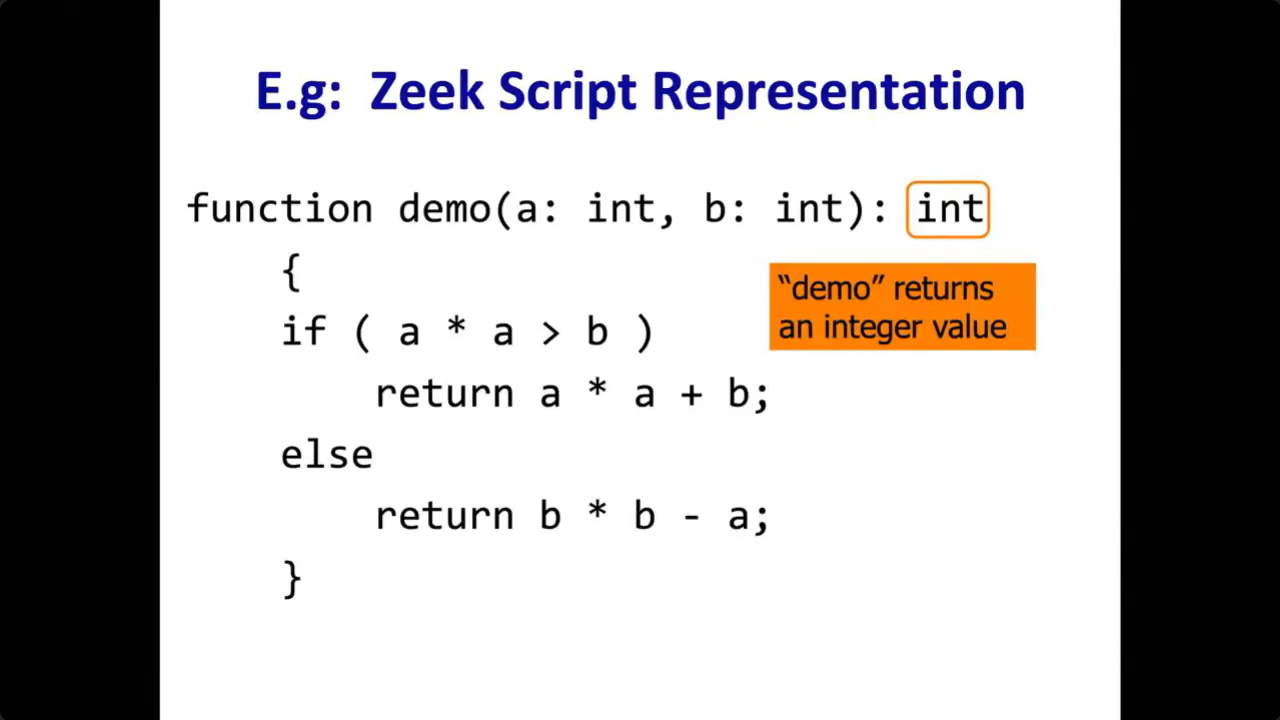 E.g: Zeek Script Representation
function demo(a: int, b: int): int
{
“demo” returns
an integer value
if ( a * a > b )
return a * a + b;
else
return b * b - a;
}